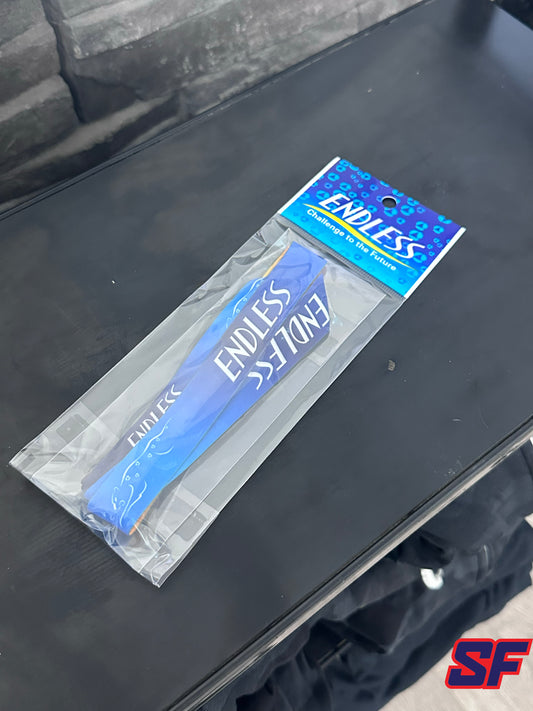 ENDLESS
Challenge to the Future
ENDLESS
ENDLESS
ENDLESS
SF